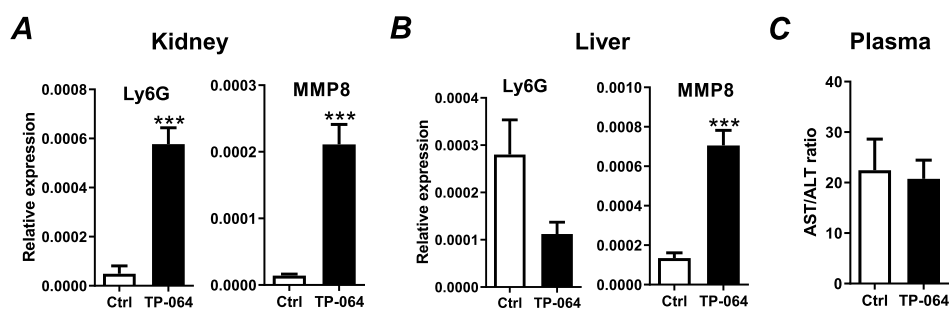 A
Kidney
Ly6G
Relative expression
0.0008
0.0006
0.0004
0.0002
0.0000
***
Ctrl
TP-064
MMP8
0.0003
0.0002
0.0001
0.0000
***
Ctrl
TP-064
B
Liver
Ly6G
Relative expression
0.0004
0.0003
0.0002
0.0001
0.0000
Ctrl
TP-064
MMP8
0.0010
0.0008
0.0006
0.0004
0.0002
0.0000
***
Ctrl
TP-064
C
Plasma
AST/ALT ratio
40
30
20
10
0
Ctrl
TP-064